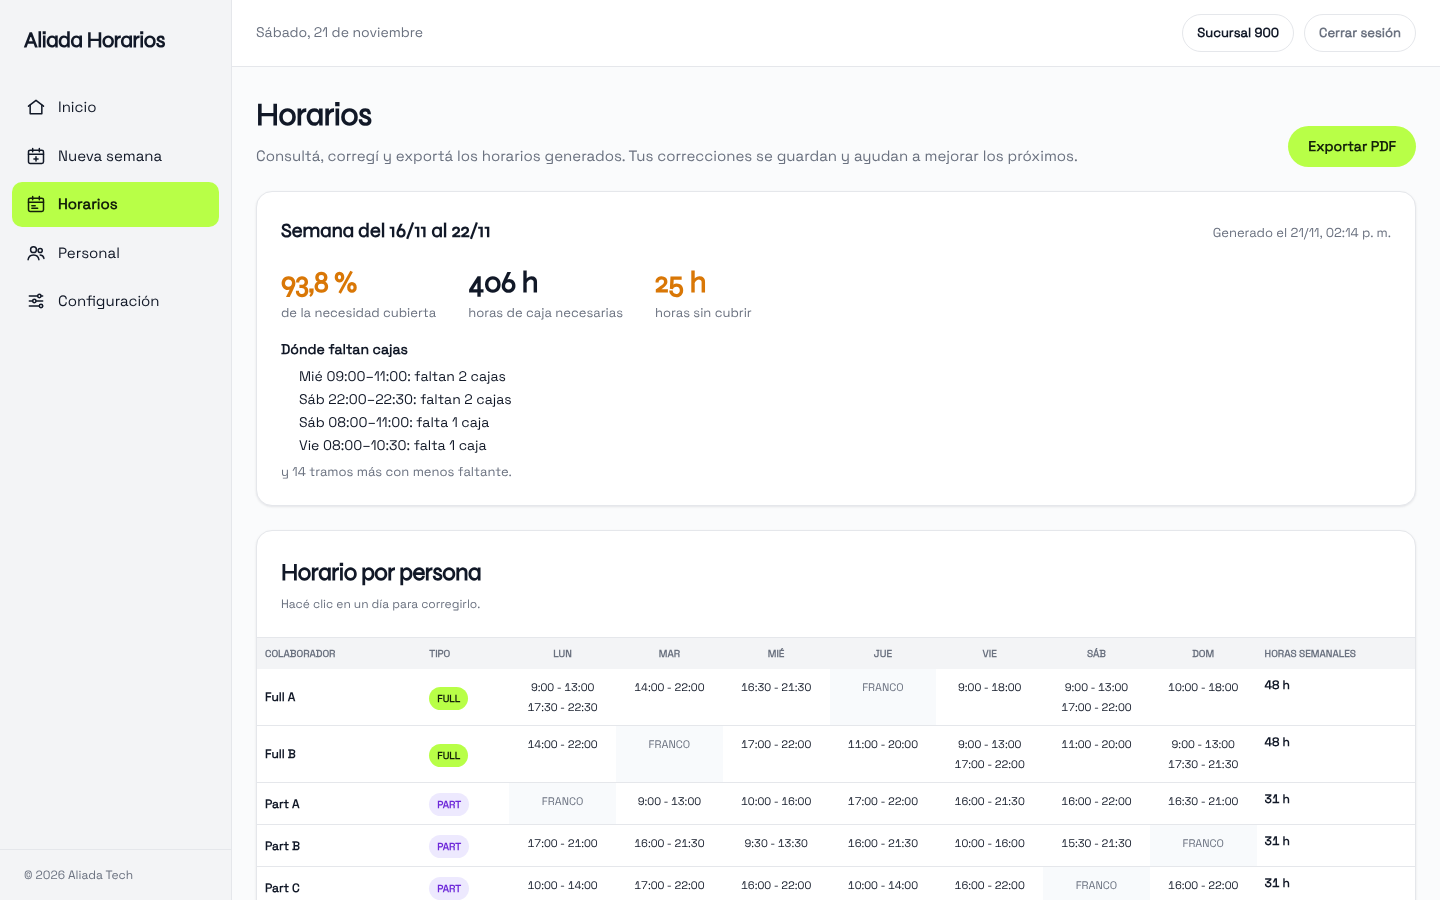 Aliada Horarios
Sábado, 21 de noviembre
Sucursal 900
Cerrar sesión
Inicio
Nueva semana
Horarios
Personal
Configuración
© 2026 Aliada Tech
Horarios
Consultá, corregí y exportá los horarios generados. Tus correcciones se guardan y ayudan a mejorar los próximos.
Exportar PDF
Semana del 16/11 al 22/11
Generado el 21/11, 02:14 p. m.
93,8 % 406 h 25 h
de la necesidad cubierta horas de caja necesarias horas sin cubrir
Dónde faltan cajas
Mié 09:00–11:00: faltan 2 cajas
Sáb 22:00–22:30: faltan 2 cajas
Sáb 08:00–11:00: falta 1 caja
Vie 08:00–10:30: falta 1 caja
y 14 tramos más con menos faltante.
Horario por persona
Hacé clic en un día para corregirlo.
COLABORADOR TIPO LUN MAR MIÉ JUE VIE SÁB DOM HORAS SEMANALES
Full A FULL 9:00 - 13:00 14:00 - 22:00 16:30 - 21:30 FRANCO 9:00 - 18:00 9:00 - 13:00 10:00 - 18:00 48 h
17:30 - 22:30 17:00 - 22:00
Full B FULL 14:00 - 22:00 FRANCO 17:00 - 22:00 11:00 - 20:00 9:00 - 13:00 11:00 - 20:00 9:00 - 13:00 48 h
17:00 - 22:00 17:30 - 21:30
Part A PART FRANCO 9:00 - 13:00 10:00 - 16:00 17:00 - 22:00 16:00 - 21:30 16:00 - 22:00 16:30 - 21:00 31 h
Part B PART 17:00 - 21:00 16:00 - 21:30 9:30 - 13:30 16:00 - 21:30 10:00 - 16:00 15:30 - 21:30 FRANCO 31 h
Part C PART 10:00 - 14:00 17:00 - 22:00 16:00 - 22:00 10:00 - 14:00 16:00 - 22:00 FRANCO 16:00 - 22:00 31 h